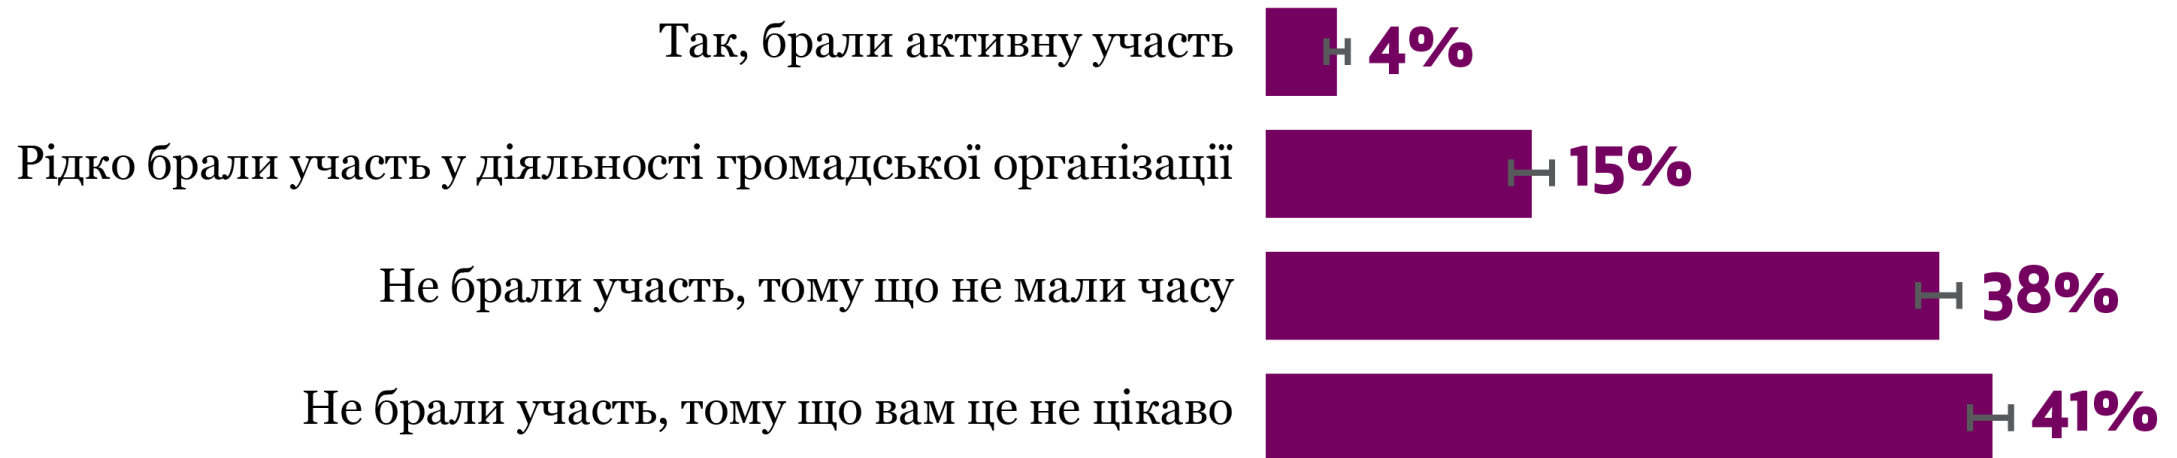 Так, брали активну участь 4%
Рідко брали участь у діяльності громадської організації 15%
Не брали участь, тому що не мали часу 38%
Не брали участь, тому що вам це не цікаво 41%